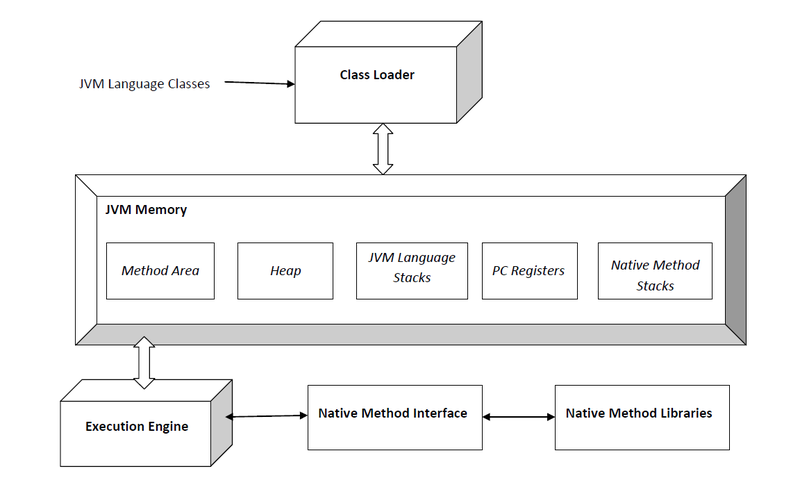 Class Loader
JVM Language Classes
JVM Memory
Method Area
Heap
JVM Language
Stacks
PC Registers
Native Method
Stacks
Execution Engine
Native Method Interface
Native Method Libraries